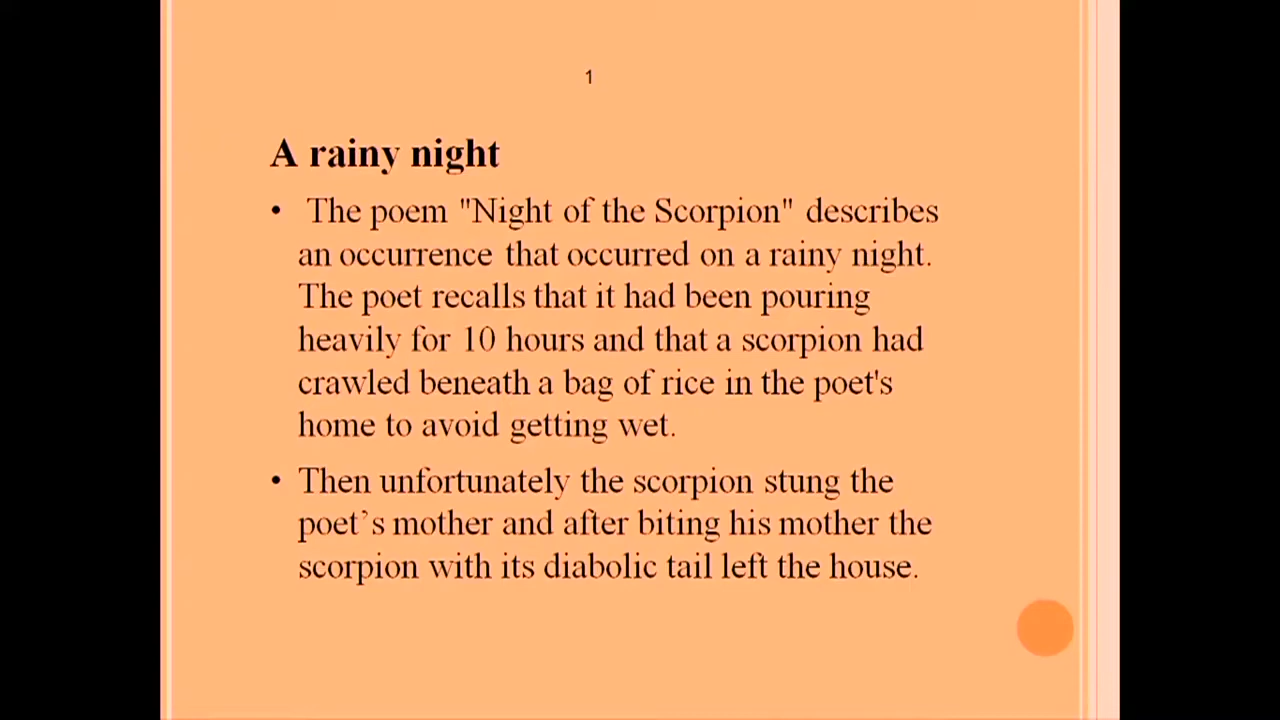 1
A rainy night
• The poem "Night of the Scorpion" describes
an occurrence that occurred on a rainy night.
The poet recalls that it had been pouring
heavily for 10 hours and that a scorpion had
crawled beneath a bag of rice in the poet's
home to avoid getting wet.
• Then unfortunately the scorpion stung the
poet’s mother and after biting his mother the
scorpion with its diabolic tail left the house.